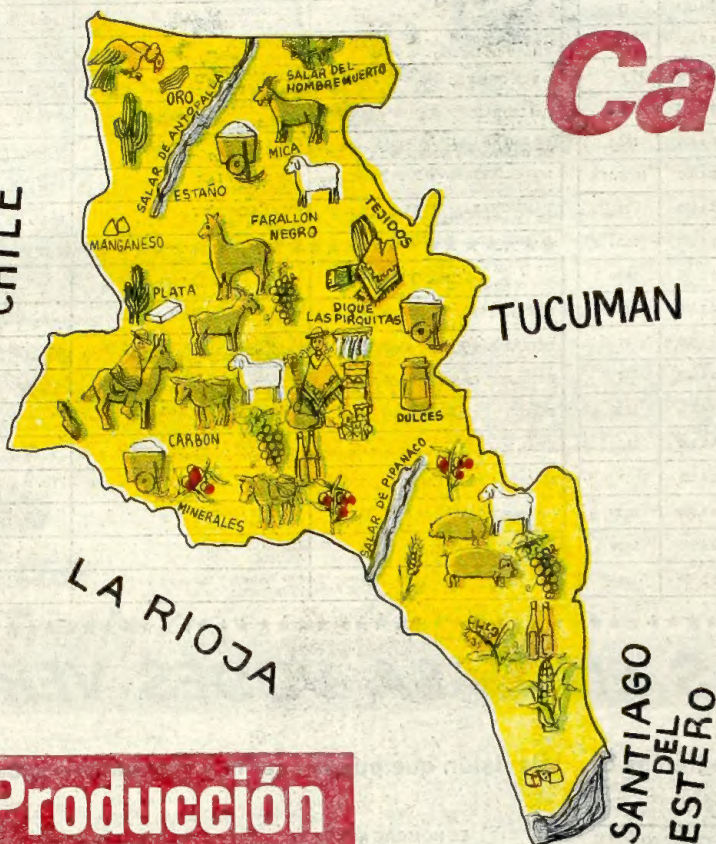 Ca
CHILE
ORO
SALAR DE ANTOFALLA
SALAR DEL
HOMBRE MUERTO
MICA
ESTAÑO
MANGANESO
FARALLON
NEGRO
TEJIDOS
PLATA
DIQUE
LAS PIRQUITAS
TUCUMAN
DULCES
CARBON
MINERALES
SALAR DE PIPANACO
LA RIOJA
SANTIAGO
DEL
ESTERO
Producción